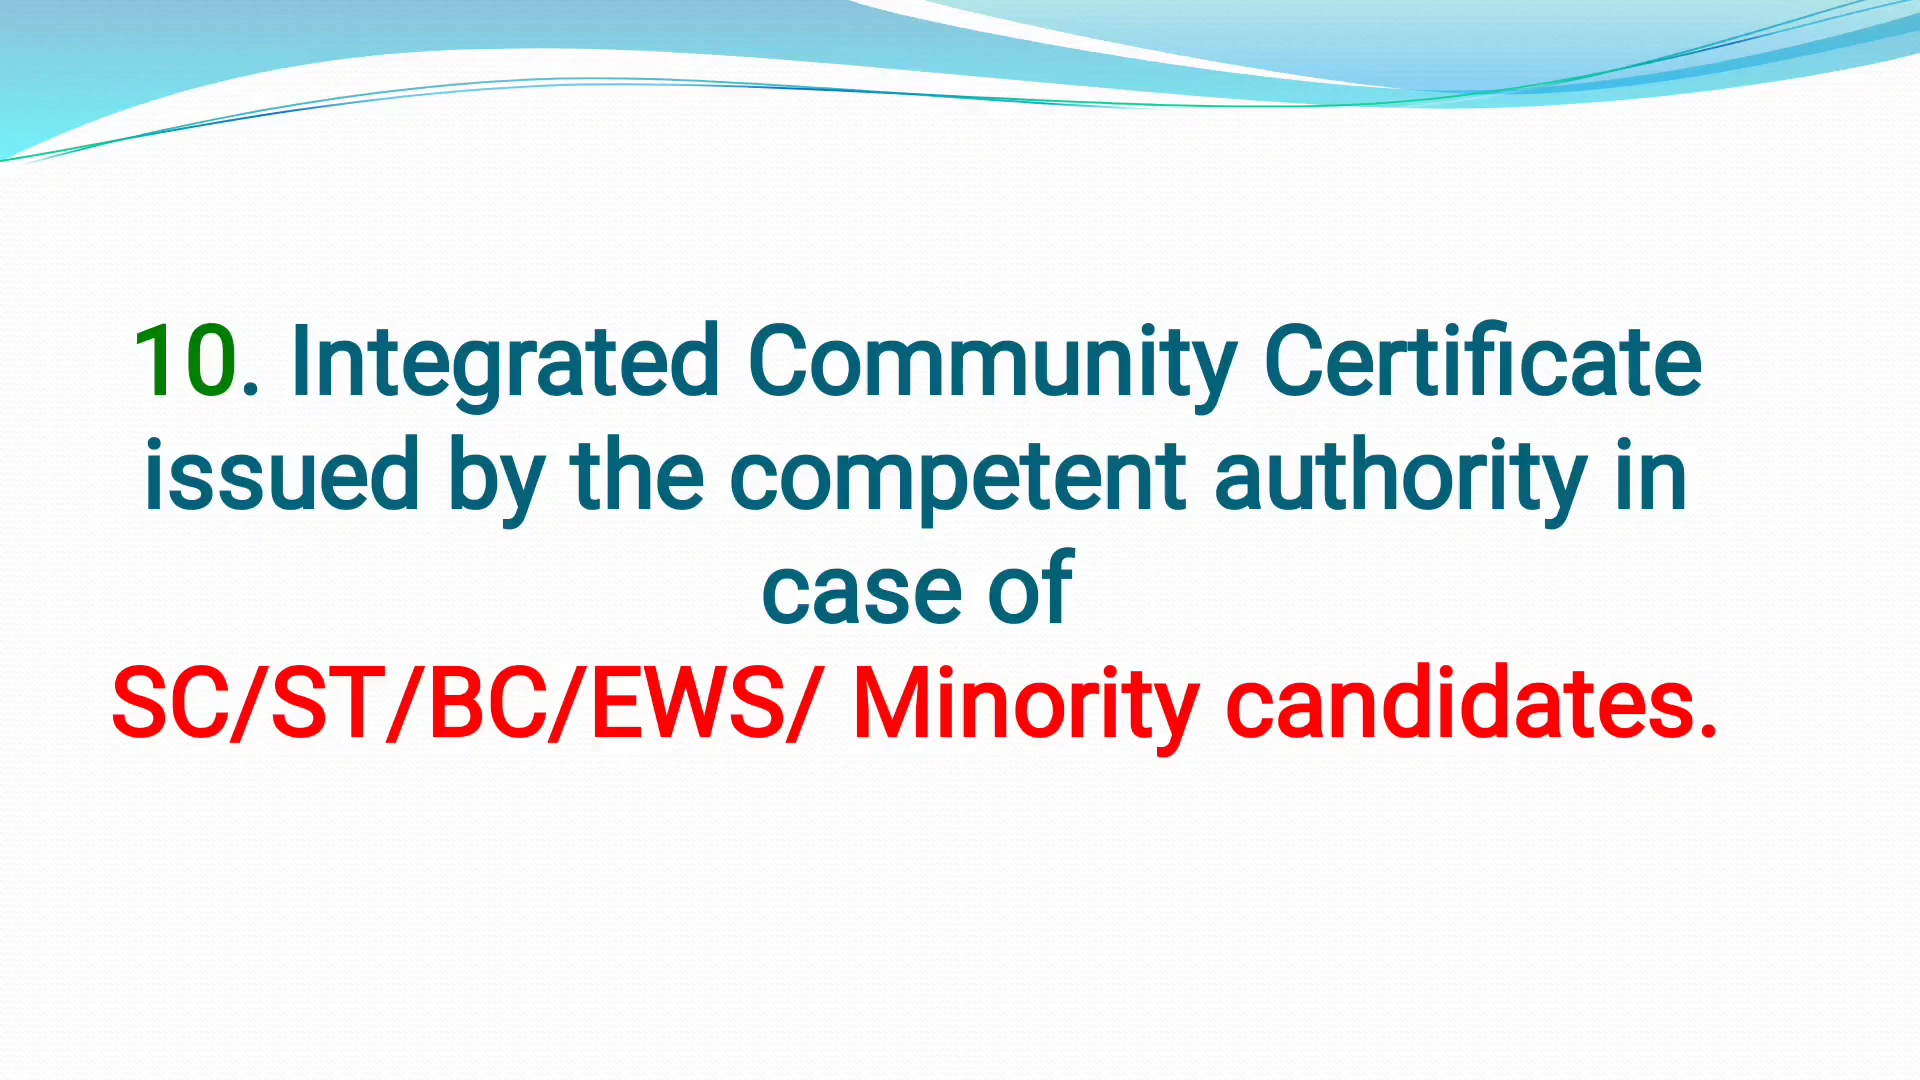 10. Integrated Community Certificate
issued by the competent authority in
case of
SC/ST/BC/EWS/ Minority candidates.